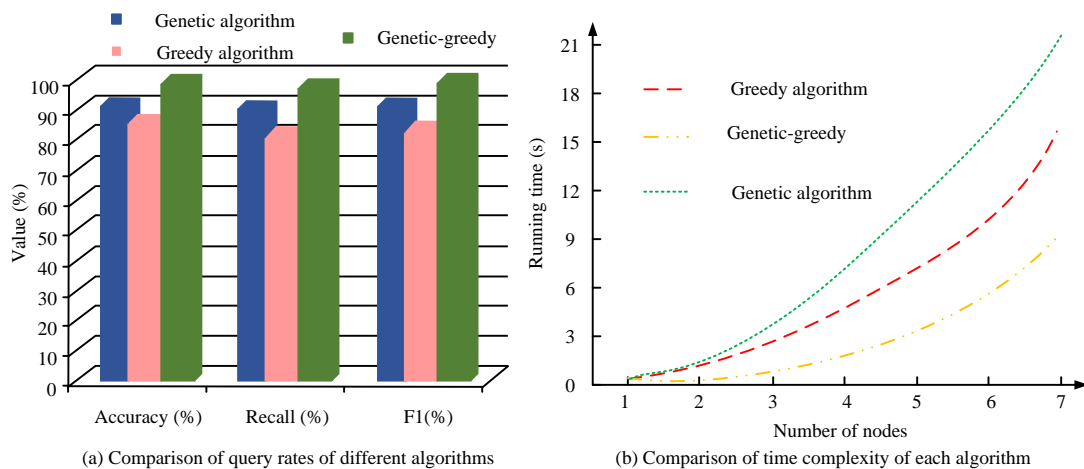 Genetic algorithm
Greedy algorithm
Genetic-greedy
100
90
80
70
60
50
40
30
20
10
0
Value (%)
Accuracy (%)
Recall (%)
F1(%)
(a) Comparison of query rates of different algorithms
21
18
15
12
9
6
3
0
Running time (s)
Greedy algorithm
Genetic-greedy
Genetic algorithm
1 2 3 4 5 6 7
Number of nodes
(b) Comparison of time complexity of each algorithm